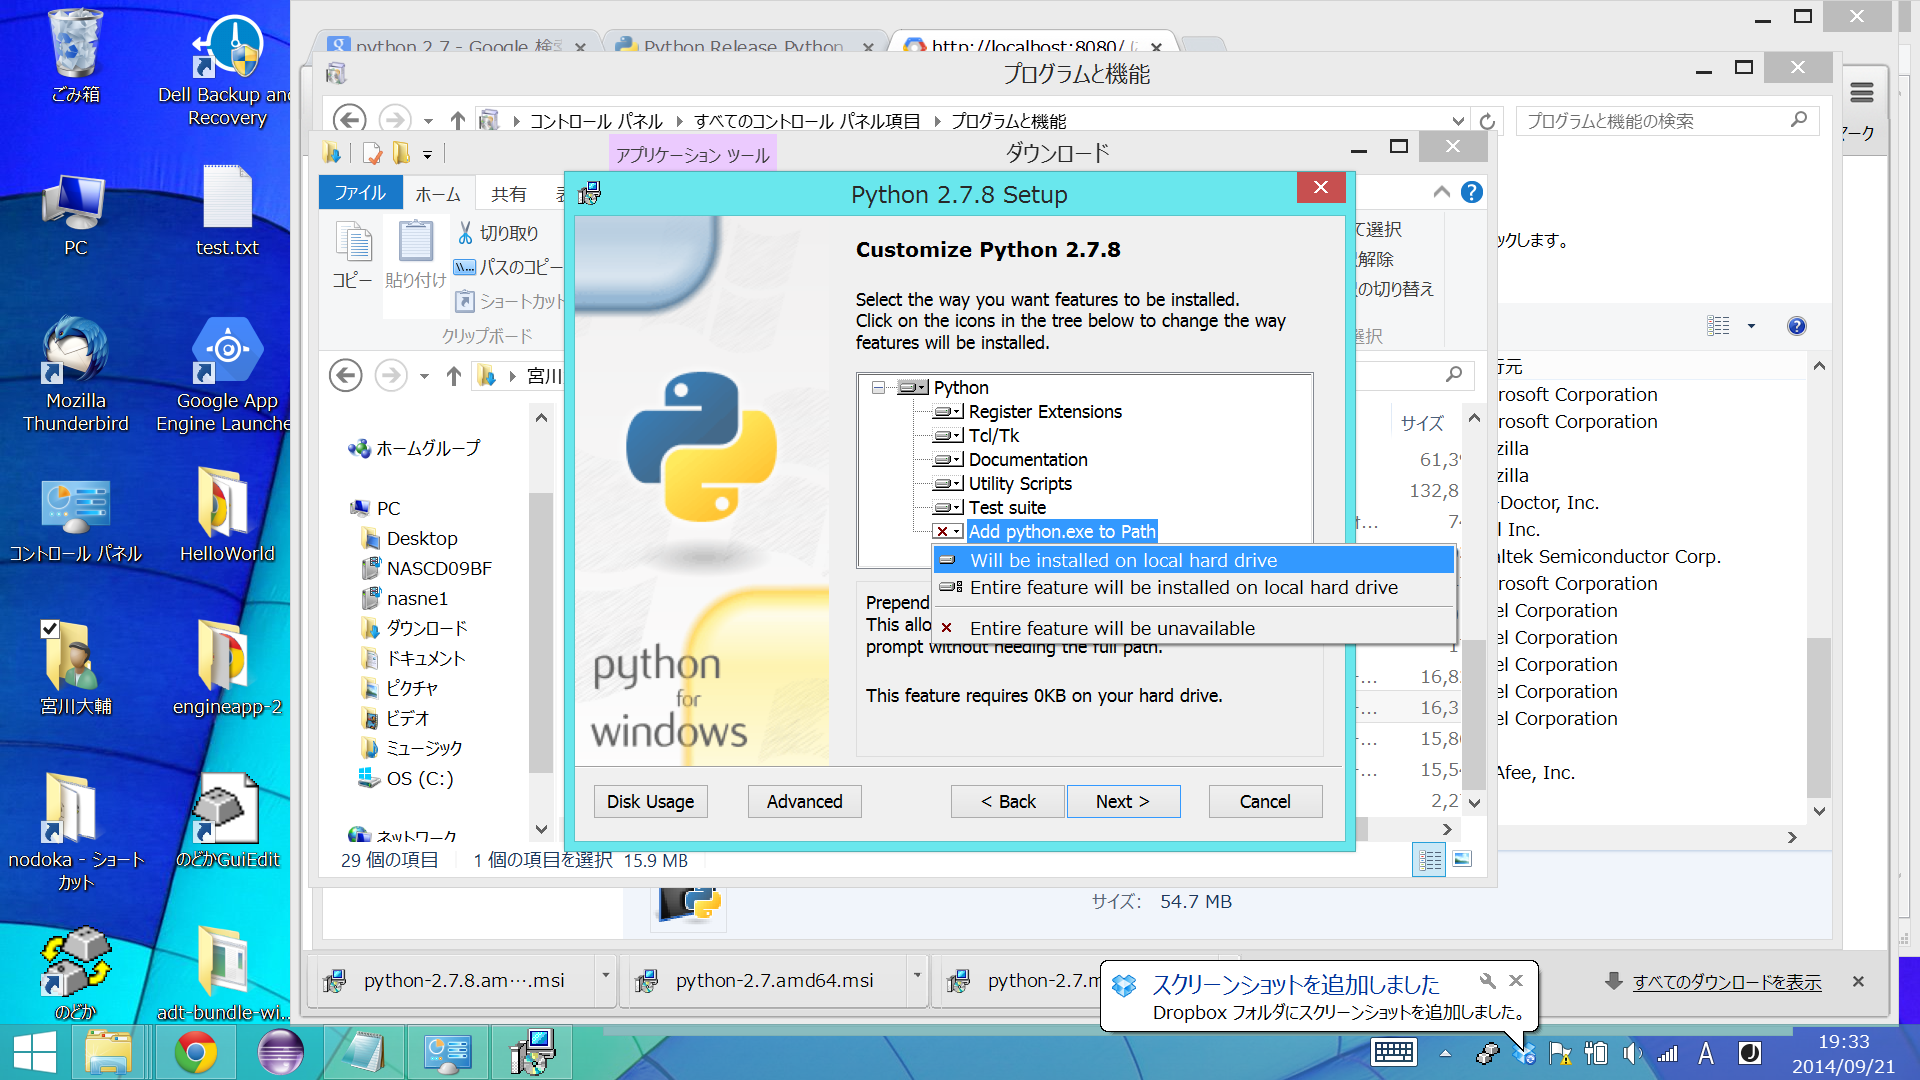 ごみ箱
Dell Backup and
Recovery
PC
test.txt
Mozilla
Thunderbird
Google App
Engine Launche
コントロール パネル
HelloWorld
宮川大輔
engineapp-2
nodoka - ショート
カット
のどかGuiEdit
のどか
adt-bundle-wi...
python 2.7 - Google 検
Python Release Python
http://localhost:8080/
プログラムと機能
コントロール パネル
すべてのコントロール パネル項目
プログラムと機能
プログラムと機能の検索
ーク
アプリケーション ツール
ダウンロード
ファイル
ホーム
共有
コピー
貼り付け
切り取り
パスのコピー
ショートカット
クリップボード
て選択
解除
の切り替え
選択
ックします。
宮川
サイズ
ホームグループ
PC
Desktop
NASCD09BF
nasne1
ダウンロード
ドキュメント
ピクチャ
ビデオ
ミュージック
OS (C:)
ネットワーク
29 個の項目
1 個の項目を選択 15.9 MB
Python 2.7.8 Setup
Customize Python 2.7.8
Select the way you want features to be installed.
Click on the icons in the tree below to change the way
features will be installed.
Python
Register Extensions
Tcl/Tk
Documentation
Utility Scripts
Test suite
Add python.exe to Path
Will be installed on local hard drive
Entire feature will be installed on local hard drive
Entire feature will be unavailable
Prepend
This allo
prompt without needing the full path.
This feature requires 0KB on your hard drive.
python
for
windows
Disk Usage
Advanced
< Back
Next >
Cancel
61,3
132,8
16,8
16,3
15,8
15,5
2,2
行元
rosoft Corporation
rosoft Corporation
zilla
zilla
-Doctor, Inc.
l Inc.
altek Semiconductor Corp.
rosoft Corporation
el Corporation
el Corporation
el Corporation
el Corporation
el Corporation
Afee, Inc.
サイズ: 54.7 MB
python-2.7.8.am....msi
python-2.7.amd64.msi
python-2.7.m
スクリーンショットを追加しました
Dropbox フォルダにスクリーンショットを追加しました。
すべてのダウンロードを表示
A
19:33
2014/09/21